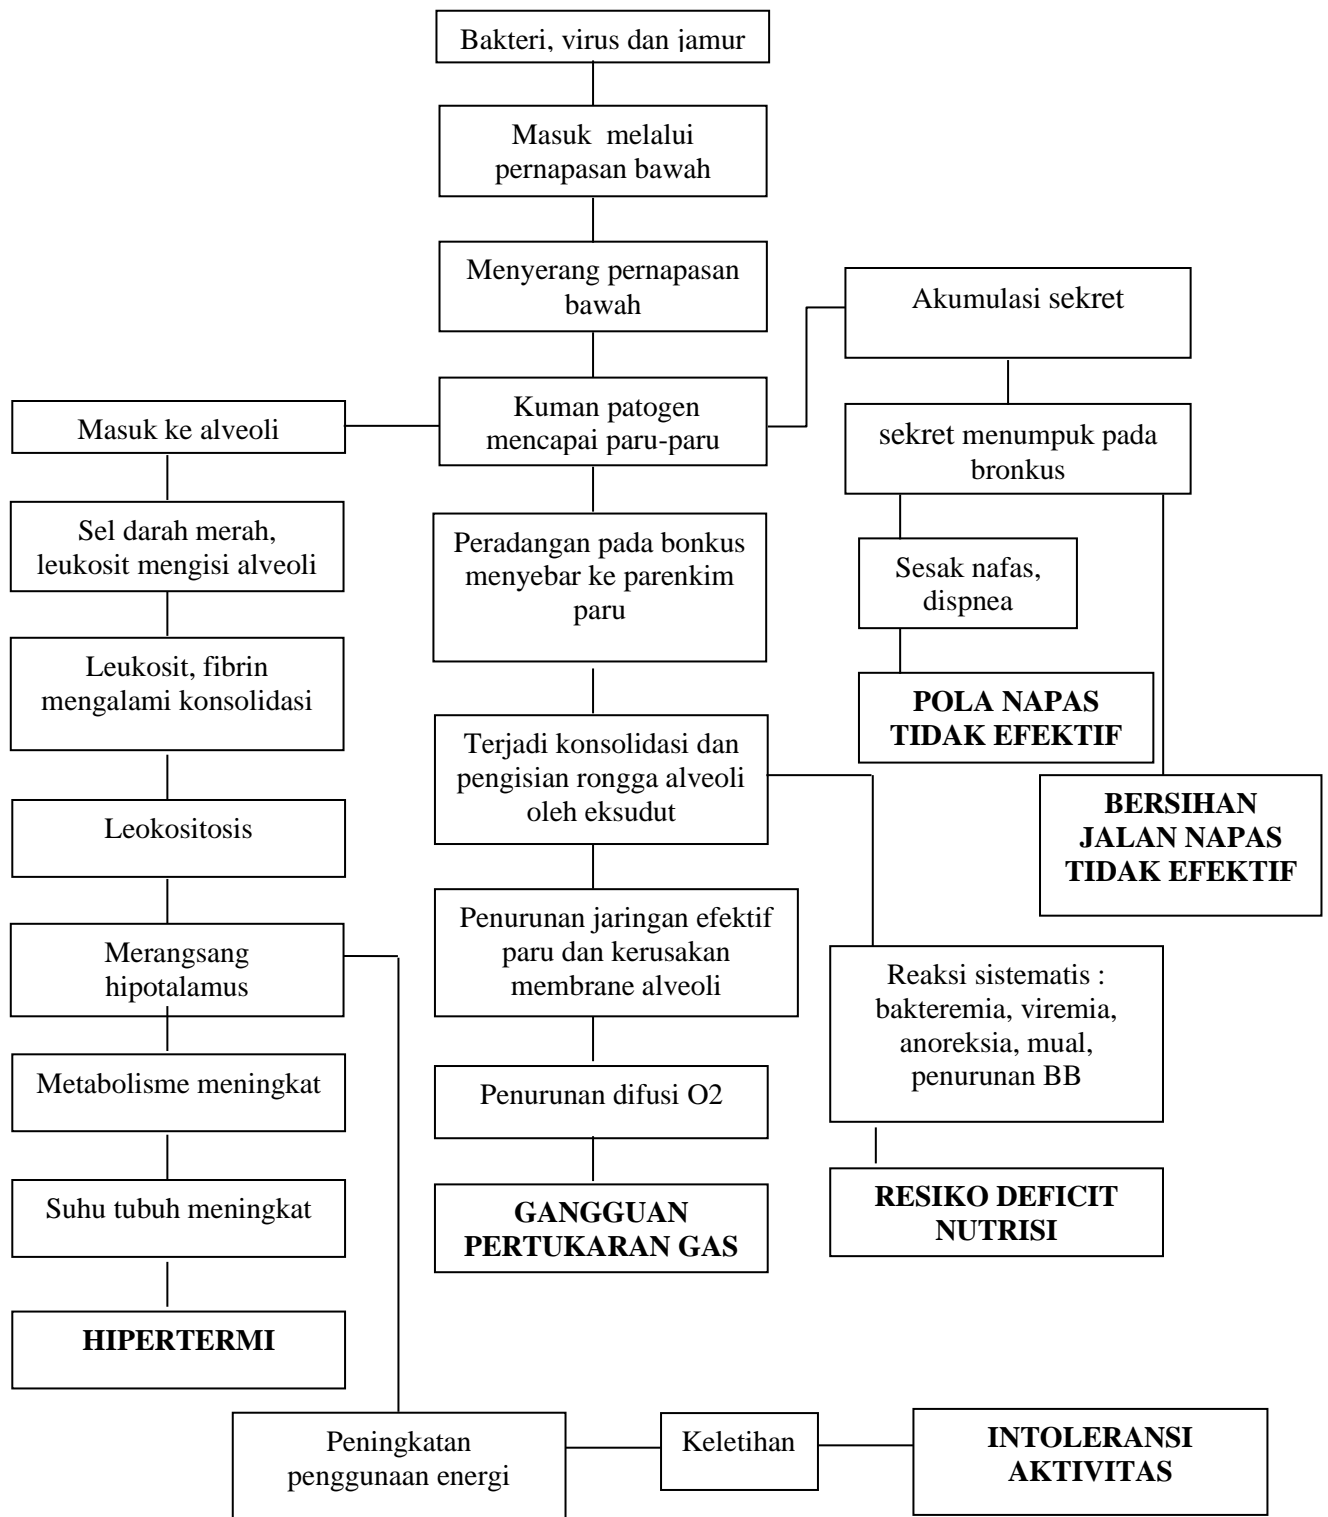 Bakteri, virus dan jamur
Masuk melalui
pernapasan bawah
Menyerang pernapasan
bawah
Akumulasi sekret
Masuk ke alveoli
Kuman patogen
mencapai paru-paru
sekret menumpuk pada
bronkus
Sel darah merah,
leukosit mengisi alveoli
Peradangan pada bonkus
menyebar ke parenkim
paru
Sesak nafas,
dispnea
Leukosit, fibrin
mengalami konsolidasi
POLA NAPAS
TIDAK EFEKTIF
Terjadi konsolidasi dan
pengisian rongga alveoli
oleh eksudut
BERSIHAN
JALAN NAPAS
TIDAK EFEKTIF
Leokositosis
Penurunan jaringan efektif
paru dan kerusakan
membrane alveoli
Merangsang
hipotalamus
Reaksi sistematis :
bakteremia, viremia,
anoreksia, mual,
penurunan BB
Metabolisme meningkat
Penurunan difusi O2
Suhu tubuh meningkat
GANGGUAN
PERTUKARAN GAS
RESIKO DEFICIT
NUTRISI
HIPERTERMI
Peningkatan
penggunaan energi
Keletihan
INTOLERANSI
AKTIVITAS